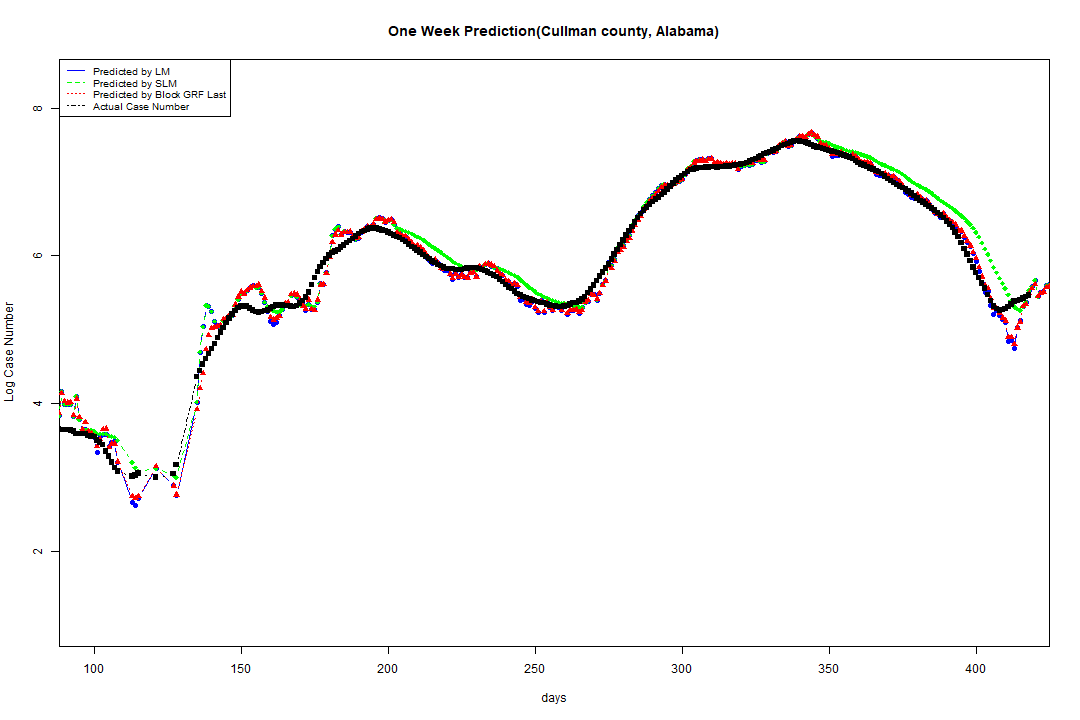 One Week Prediction(Cullman county, Alabama)
Predicted by LM
Predicted by SLM
Predicted by Block GRF Last
Actual Case Number
8
6
4
2
Log Case Number
100 150 200 250 300 350 400
days